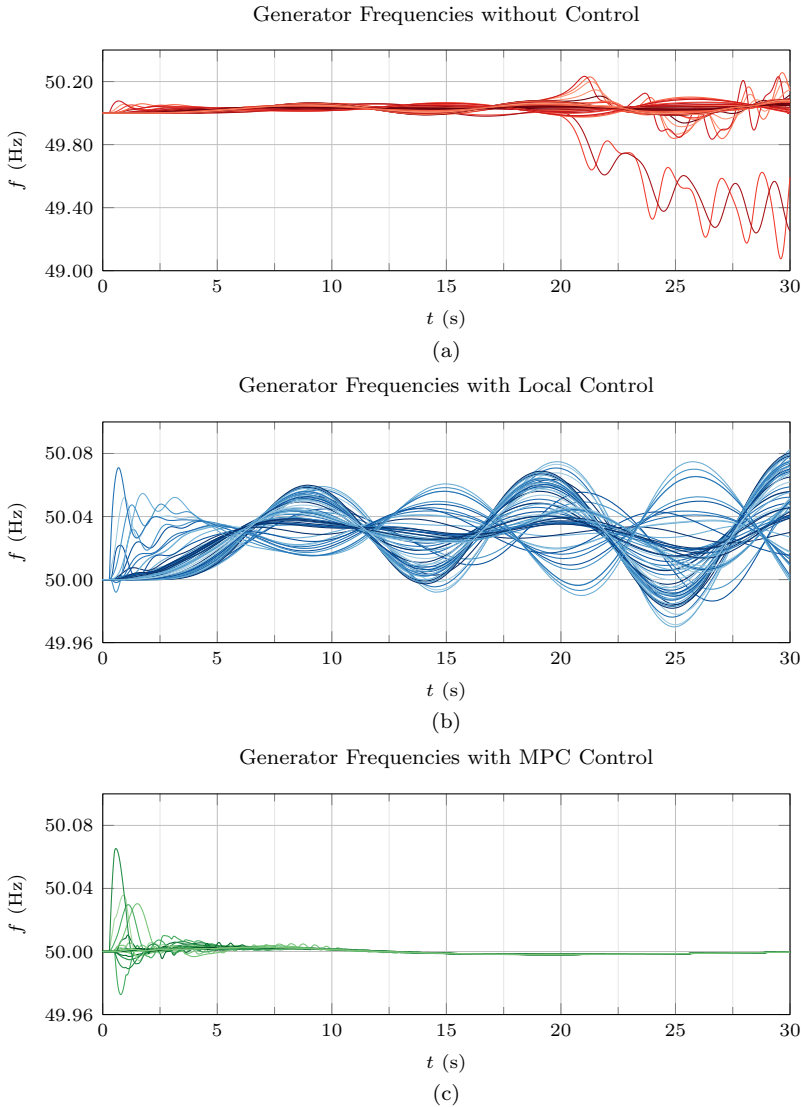 Generator Frequencies without Control
50.20
49.80
49.40
49.00
f (Hz)
0 5 10 15 20 25 30
t (s)
(a)
Generator Frequencies with Local Control
50.08
50.04
50.00
49.96
f (Hz)
0 5 10 15 20 25 30
t (s)
(b)
Generator Frequencies with MPC Control
50.08
50.04
50.00
49.96
f (Hz)
0 5 10 15 20 25 30
t (s)
(c)